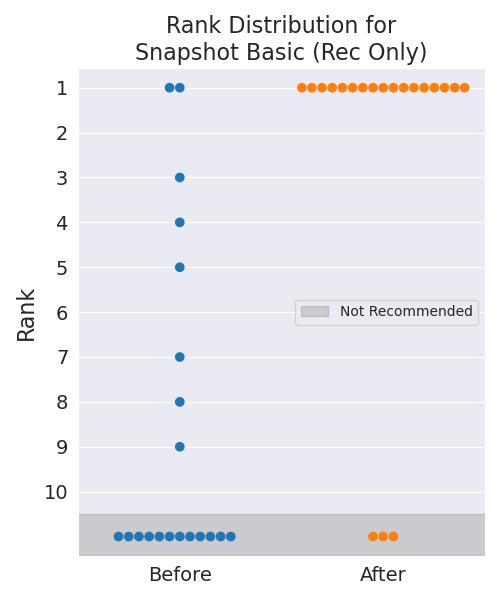 Rank Distribution for
Snapshot Basic (Rec Only)
Rank
1
2
3
4
5
6
7
8
9
10
Not Recommended
Before
After